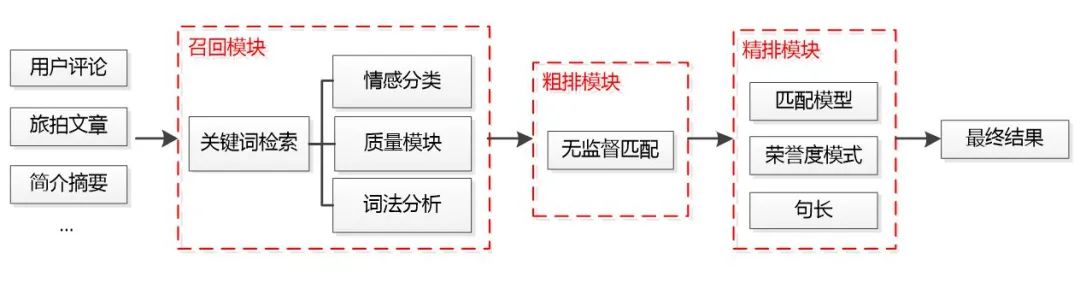 用户评论
旅拍文章
简介摘要
...
召回模块
关键词检索
情感分类
质量模块
词法分析
粗排模块
无监督匹配
精排模块
匹配模型
荣誉度模式
句长
最终结果